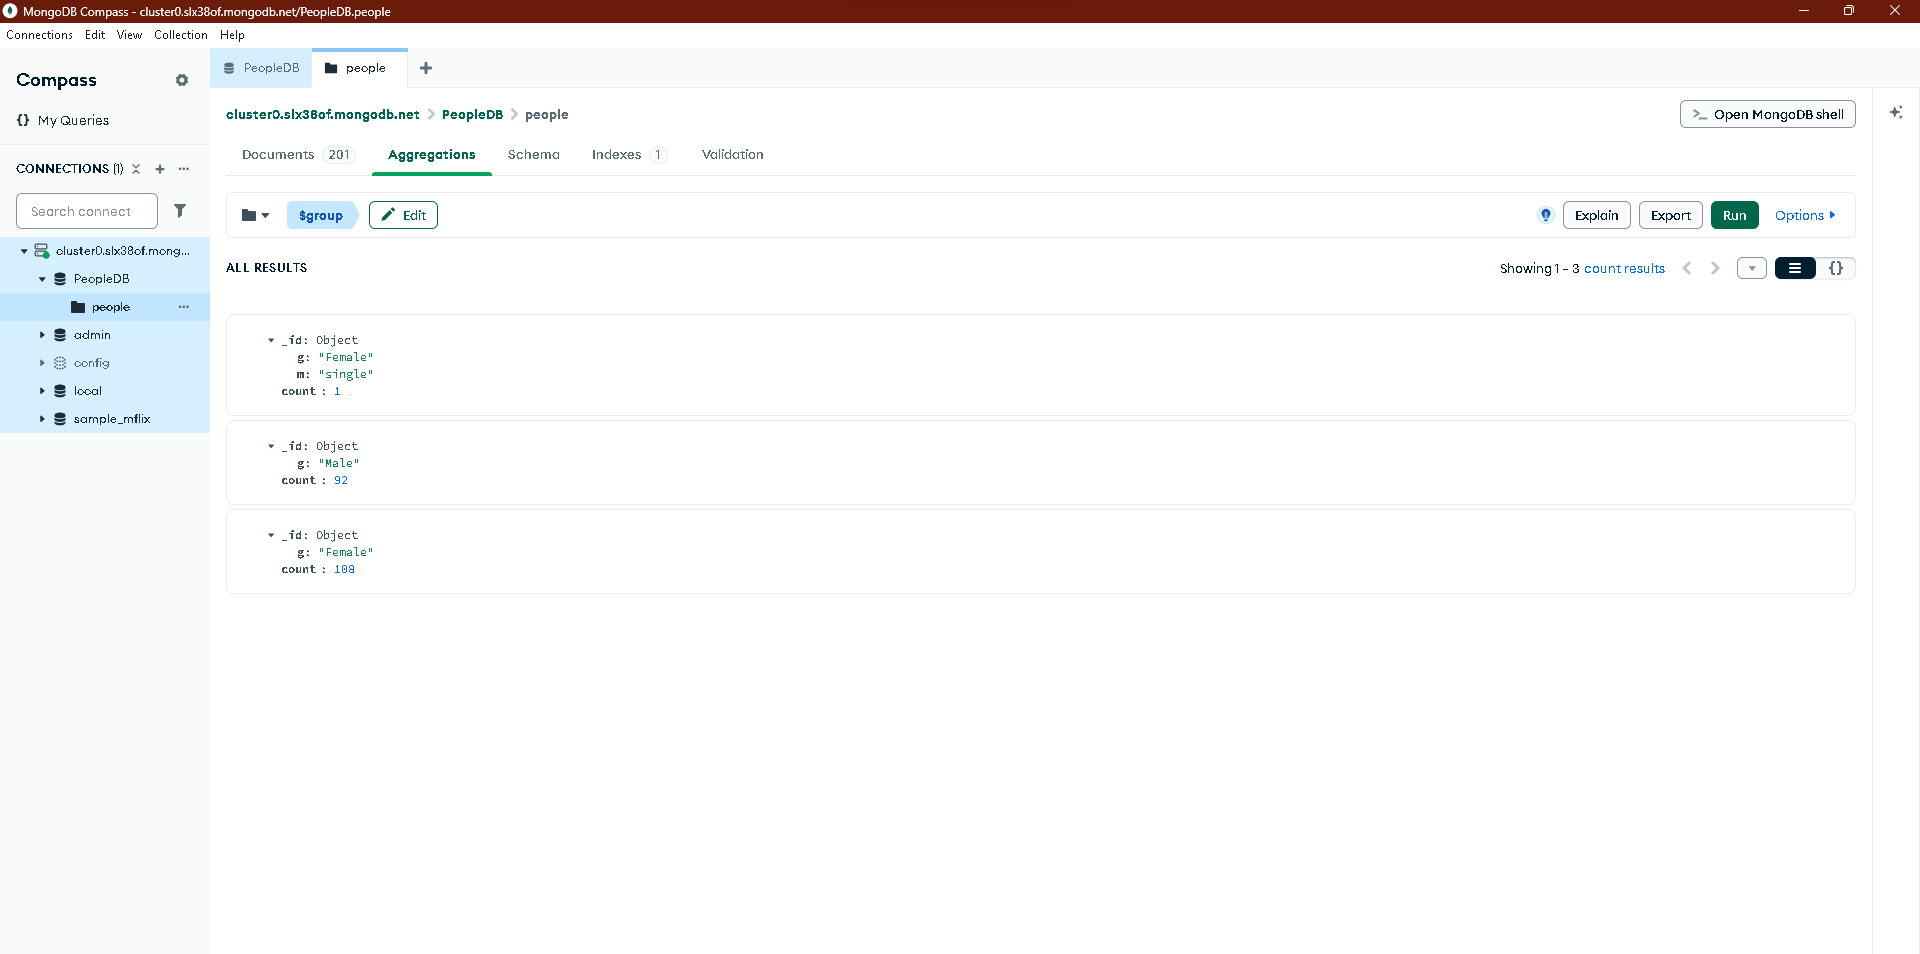 MongoDB Compass - cluster0.slx38of.mongodb.net/PeopleDB.people
Connections Edit View Collection Help
Compass
{} My Queries
CONNECTIONS (1)
Search connect
cluster0.slx38of.mong...
PeopleDB
people
admin
config
local
sample_mflix
PeopleDB people
cluster0.slx38of.mongodb.net > PeopleDB > people
>_ Open MongoDB shell
Documents 201 Aggregations Schema Indexes 1 Validation
$group Edit Explain Export Run Options
ALL RESULTS
Showing 1 – 3 count results {}
_id: Object
g: "Female"
m: "single"
count : 1
_id: Object
g: "Male"
count : 92
_id: Object
g: "Female"
count : 108